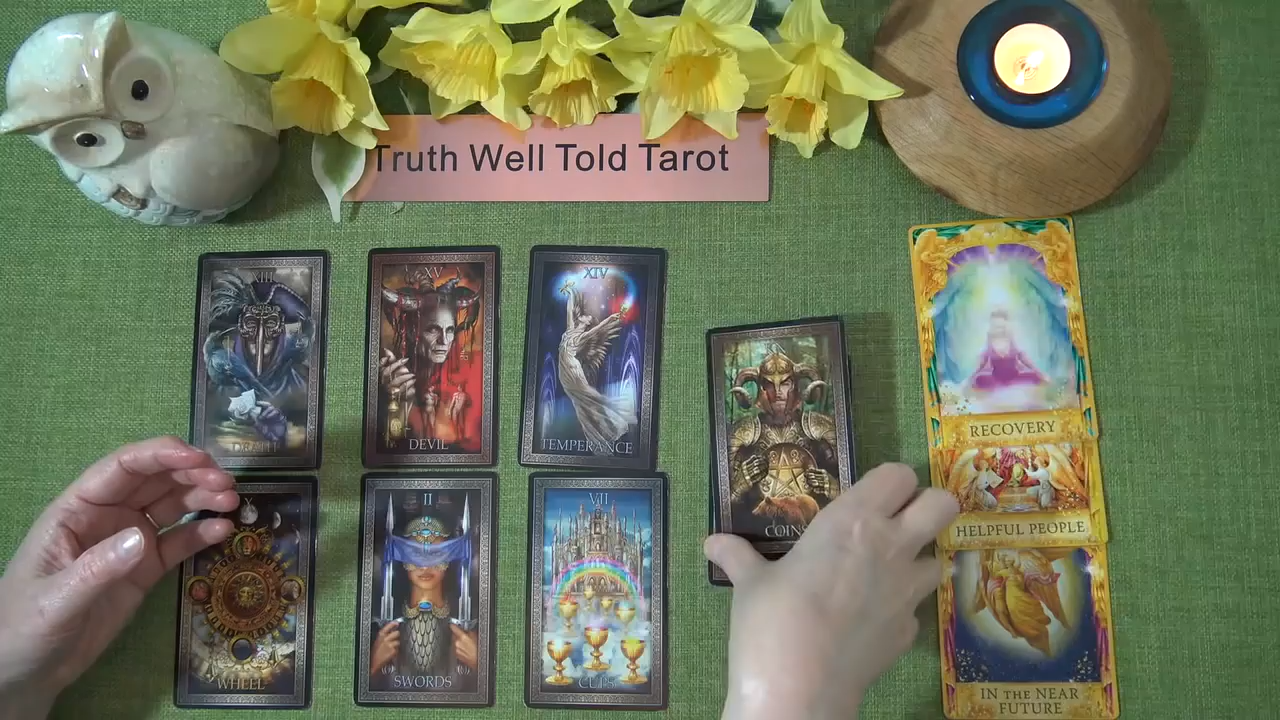 Truth Well Told Tarot
XIII
DEATH
XV
DEVIL
XIV
TEMPERANCE
X
WHEEL
II
SWORDS
VII
CUPS
COINS
RECOVERY
HELPFUL PEOPLE
IN THE NEAR
FUTURE